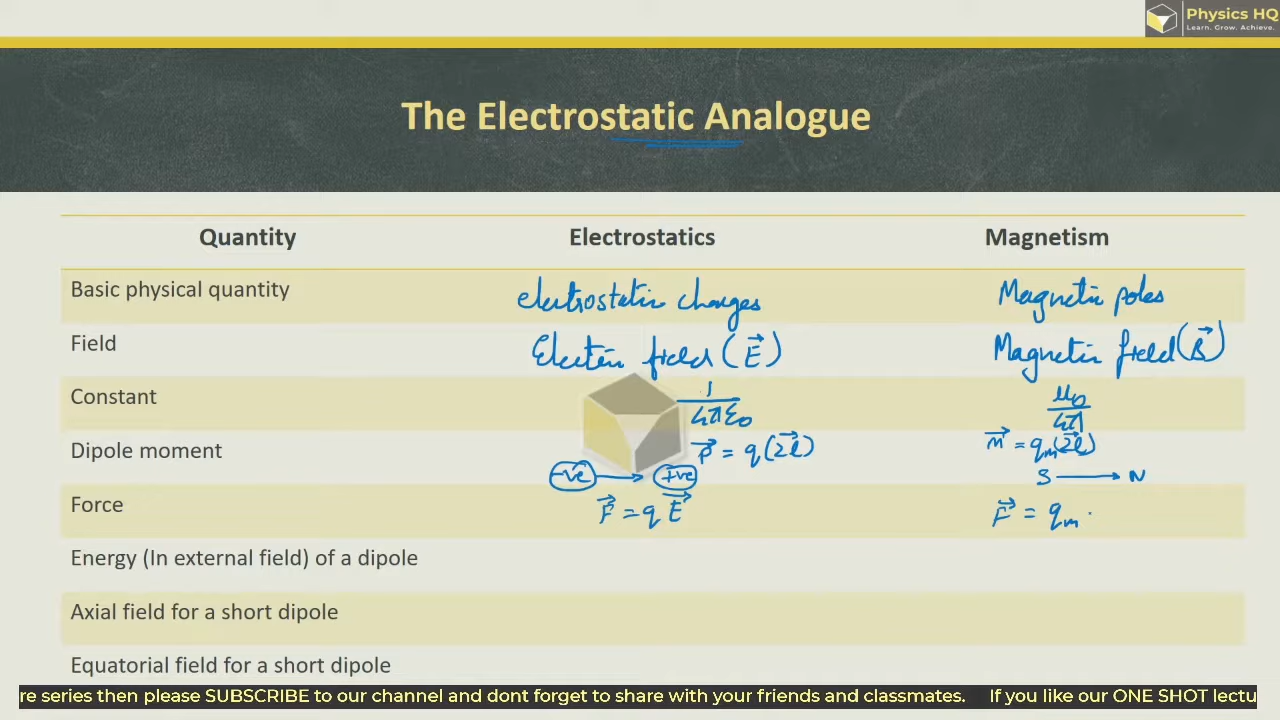 Physics HQ
Learn. Grow. Achieve.
The Electrostatic Analogue
Quantity Electrostatics Magnetism
Basic physical quantity electrostatic charges Magnetic poles
Field Electric field (E⃗) Magnetic field (B⃗)
Constant 1/4πε₀ μ₀/4π
Dipole moment p⃗ = q(2l⃗) M⃗ = qₘ(2l⃗)
-ve → +ve S → N
Force F⃗ = qE⃗ F⃗ = qₘ
Energy (In external field) of a dipole
Axial field for a short dipole
Equatorial field for a short dipole
re series then please SUBSCRIBE to our channel and dont forget to share with your friends and classmates. If you like our ONE SHOT lectu